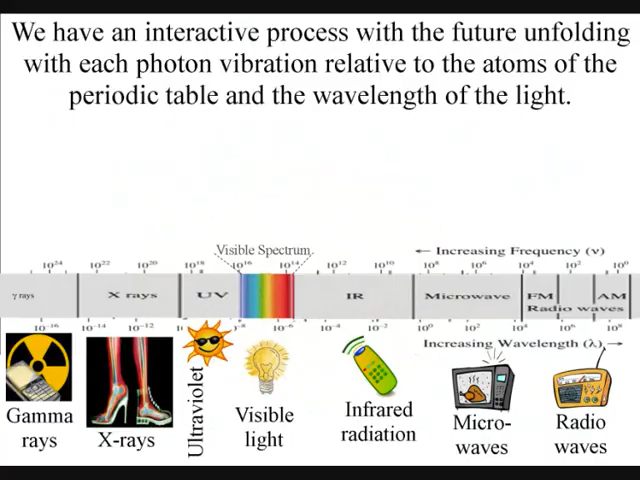 We have an interactive process with the future unfolding
with each photon vibration relative to the atoms of the
periodic table and the wavelength of the light.
Visible Spectrum
← Increasing Frequency (ν)
10²⁴ 10²² 10²⁰ 10¹⁸ 10¹⁶ 10¹⁴ 10¹² 10¹⁰ 10⁸ 10⁶ 10⁴ 10² 10⁰
γ rays X rays UV IR Microwave FM AM
Radio waves
10⁻¹⁶ 10⁻¹⁴ 10⁻¹² 10⁻⁶ 10⁻⁴ 10⁻² 10⁰ 10² 10⁴ 10⁶ 10⁸
Increasing Wavelength (λ) →
Gamma
rays
X-rays
Ultraviolet
Visible
light
Infrared
radiation
Micro-
waves
Radio
waves